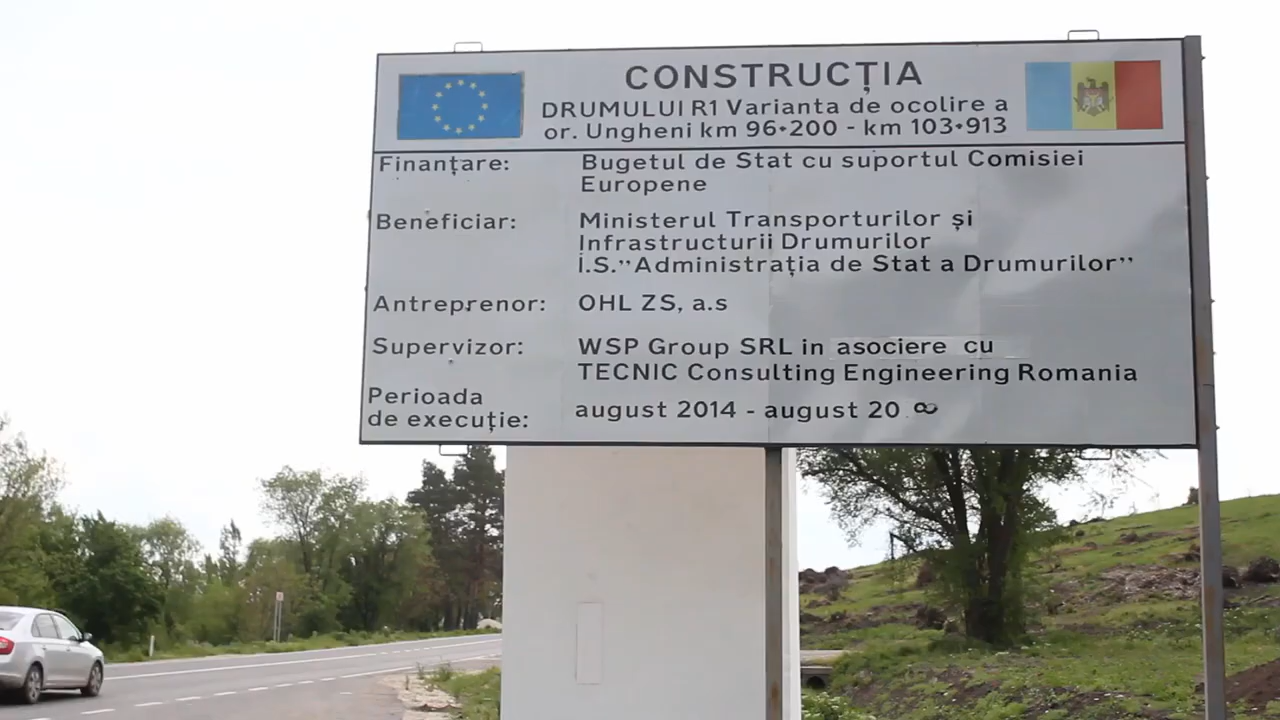 CONSTRUCȚIA
DRUMULUI R1 Varianta de ocolire a
or. Ungheni km 96+200 - km 103+913
Finanțare: Bugetul de Stat cu suportul Comisiei
Europene
Beneficiar: Ministerul Transporturilor și
Infrastructurii Drumurilor
Î.S.”Administrația de Stat a Drumurilor”
Antreprenor: OHL ZS, a.s
Supervizor: WSP Group SRL in asociere cu
TECNIC Consulting Engineering Romania
Perioada
de execuție: august 2014 - august 20 ∞